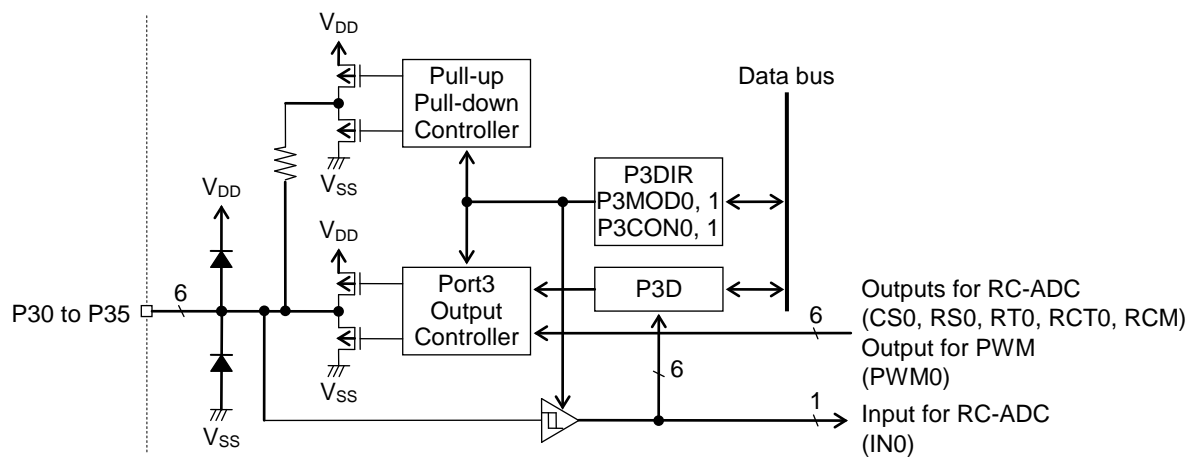 VDD
Pull-up
Pull-down
Controller
VSS
Data bus
P3DIR
P3MOD0, 1
P3CON0, 1
VDD
VDD
Port3
Output
Controller
P3D
P30 to P35
6
VSS
VSS
6
6
Outputs for RC-ADC
(CS0, RS0, RT0, RCT0, RCM)
Output for PWM
(PWM0)
1
Input for RC-ADC
(IN0)